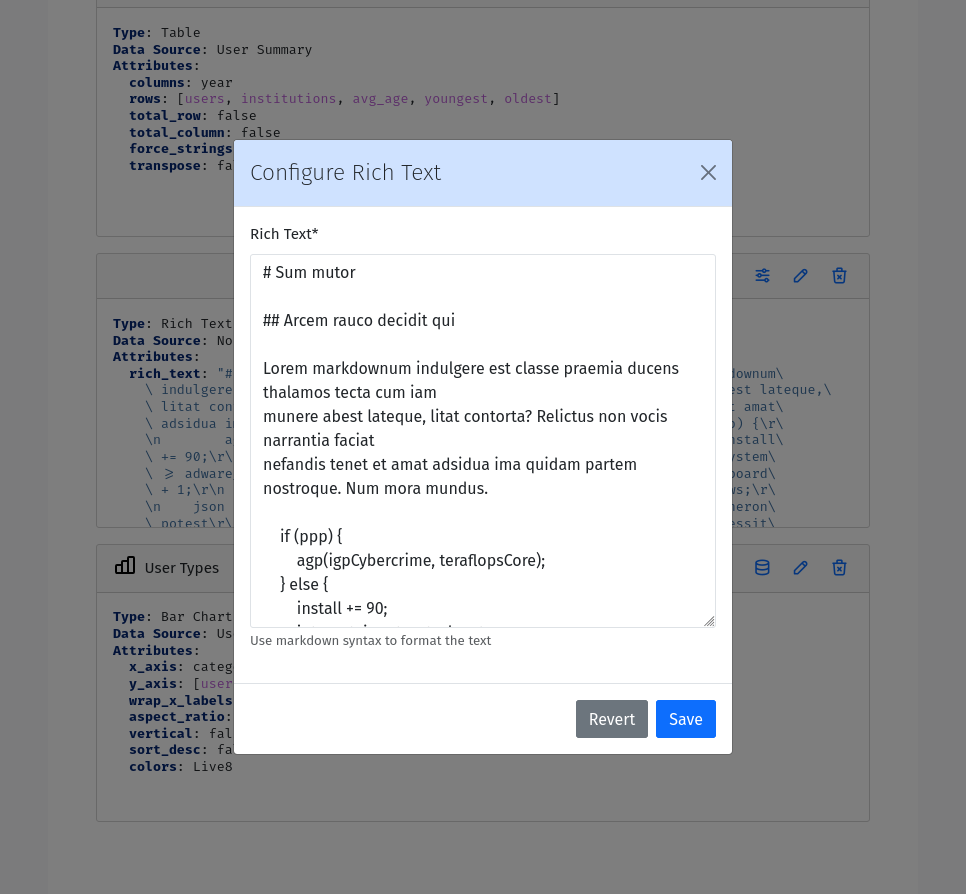 Type: Table
Data Source: User Summary
Attributes:
columns: year
rows: [users, institutions, avg_age, youngest, oldest]
total_row: false
total_column: false
force_strings
transpose: fa
Configure Rich Text
Rich Text*
# Sum mutor
## Arcem rauco decidit qui
Lorem markdownum indulgere est classe praemia ducens
thalamos tecta cum iam
munere abest lateque, litat contorta? Relictus non vocis
narrantia faciat
nefandis tenet et amat adsidua ima quidam partem
nostroque. Num mora mundus.
if (ppp) {
agp(igpCybercrime, teraflopsCore);
} else {
install += 90;
Use markdown syntax to format the text
Revert Save
Type: Rich Text
Data Source: No
Attributes:
rich_text: "# downum\
\ indulgere est lateque,\
\ litat con t amat\
\ adsidua i o) {\r\
\n a nstall\
\ += 90;\r\ ystem\
\ >= adware board\
\ + 1;\r\n ws;\r\
\n json heron\
\ potest\r\ essit\
User Types
Type: Bar Chart
Data Source: Us
Attributes:
x_axis: categ
y_axis: [user
wrap_x_labels
aspect_ratio:
vertical: fal
sort_desc: fa
colors: Live8